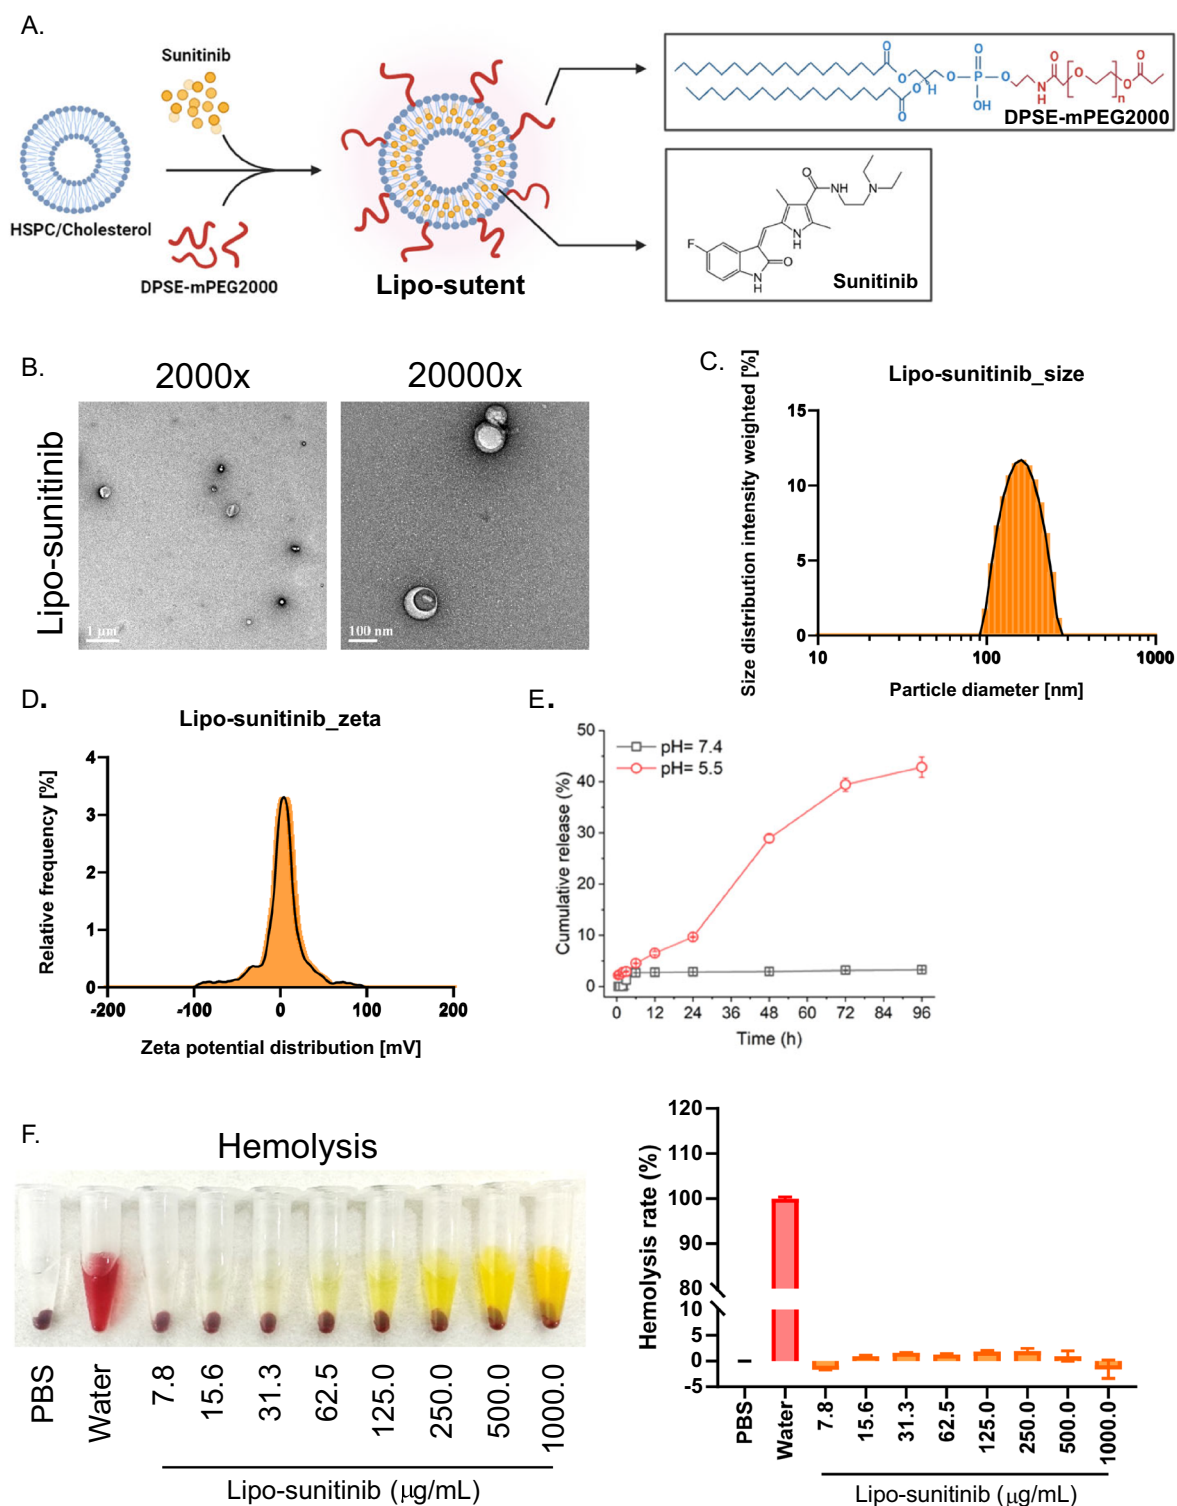 A.
Sunitinib
HSPC/Cholesterol
DPSE-mPEG2000
Lipo-sutent
O
O
O
O
H
O
P
O
OH
O
O
NH
O
n
O
O
DPSE-mPEG2000
O
NH
N
F
N
H
O
N
H
Sunitinib
B.
2000x
20000x
Lipo-sunitinib
1 μm
100 nm
C.
Lipo-sunitinib_size
Size distribution intensity weighted [%]
15
10
5
0
10
100
1000
Particle diameter [nm]
D.
Lipo-sunitinib_zeta
Relative frequency [%]
4
3
2
1
0
-200
-100
0
100
200
Zeta potential distribution [mV]
E.
Cumulative release (%)
50
40
30
20
10
0
pH= 7.4
pH= 5.5
0 12 24 36 48 60 72 84 96
Time (h)
F.
Hemolysis
PBS
Water
7.8
15.6
31.3
62.5
125.0
250.0
500.0
1000.0
Lipo-sunitinib (μg/mL)
Hemolysis rate (%)
120
110
100
90
80
10
5
0
-5
PBS
Water
7.8
15.6
31.3
62.5
125.0
250.0
500.0
1000.0
Lipo-sunitinib (μg/mL)